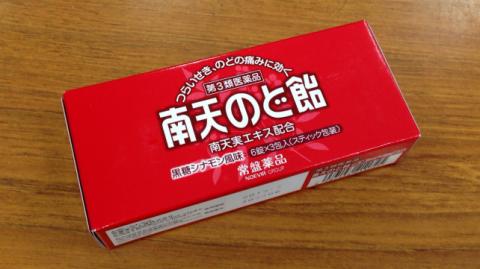 つらいせき、のどの痛みに効く
第3類医薬品
南天のど飴
南天実エキス配合
黒糖シナモン風味 6錠×3包入(スティック包装)
常盤薬品
NOEVIR GROUP